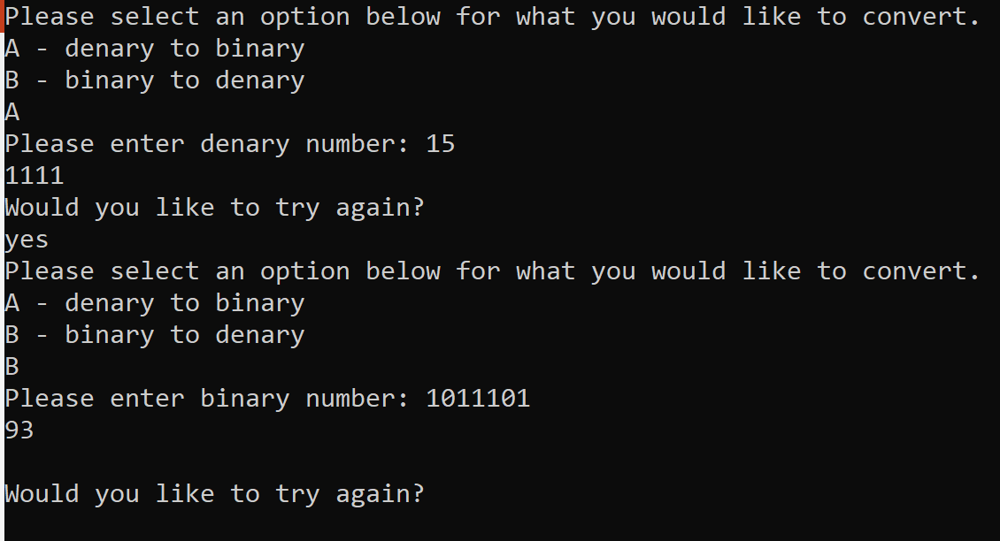 Please select an option below for what you would like to convert.
A - denary to binary
B - binary to denary
A
Please enter denary number: 15
1111
Would you like to try again?
yes
Please select an option below for what you would like to convert.
A - denary to binary
B - binary to denary
B
Please enter binary number: 1011101
93
Would you like to try again?